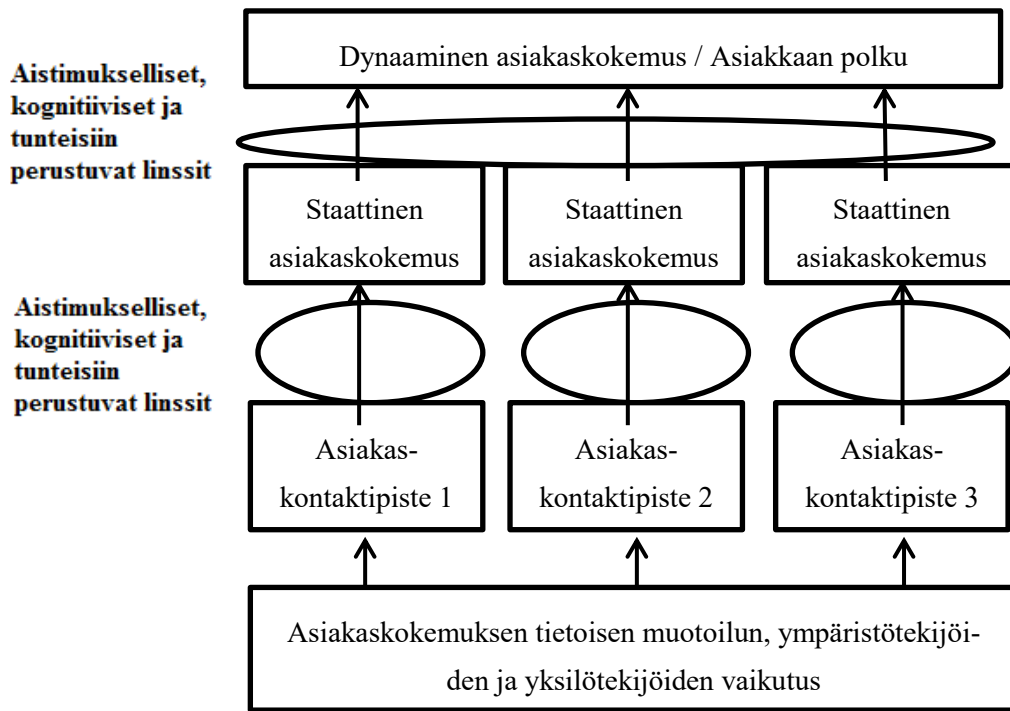 Dynaaminen asiakaskokemus / Asiakkaan polku
Aistimukselliset,
kognitiiviset ja
tunteisiin
perustuvat linssit
Staattinen
asiakaskokemus
Staattinen
asiakaskokemus
Staattinen
asiakaskokemus
Aistimukselliset,
kognitiiviset ja
tunteisiin
perustuvat linssit
Asiakas-
kontaktipiste 1
Asiakas-
kontaktipiste 2
Asiakas-
kontaktipiste 3
Asiakaskokemuksen tietoisen muotoilun, ympäristötekijöi-
den ja yksilötekijöiden vaikutus